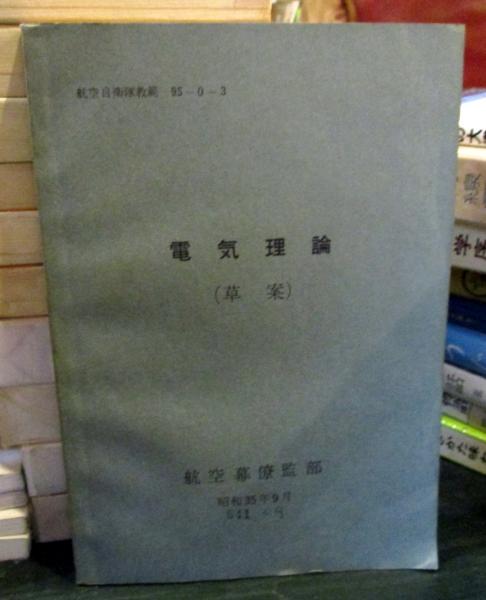 航空自衛隊教範 95-0-3
電気理論
(草案)
航空幕僚監部
昭和35年9月